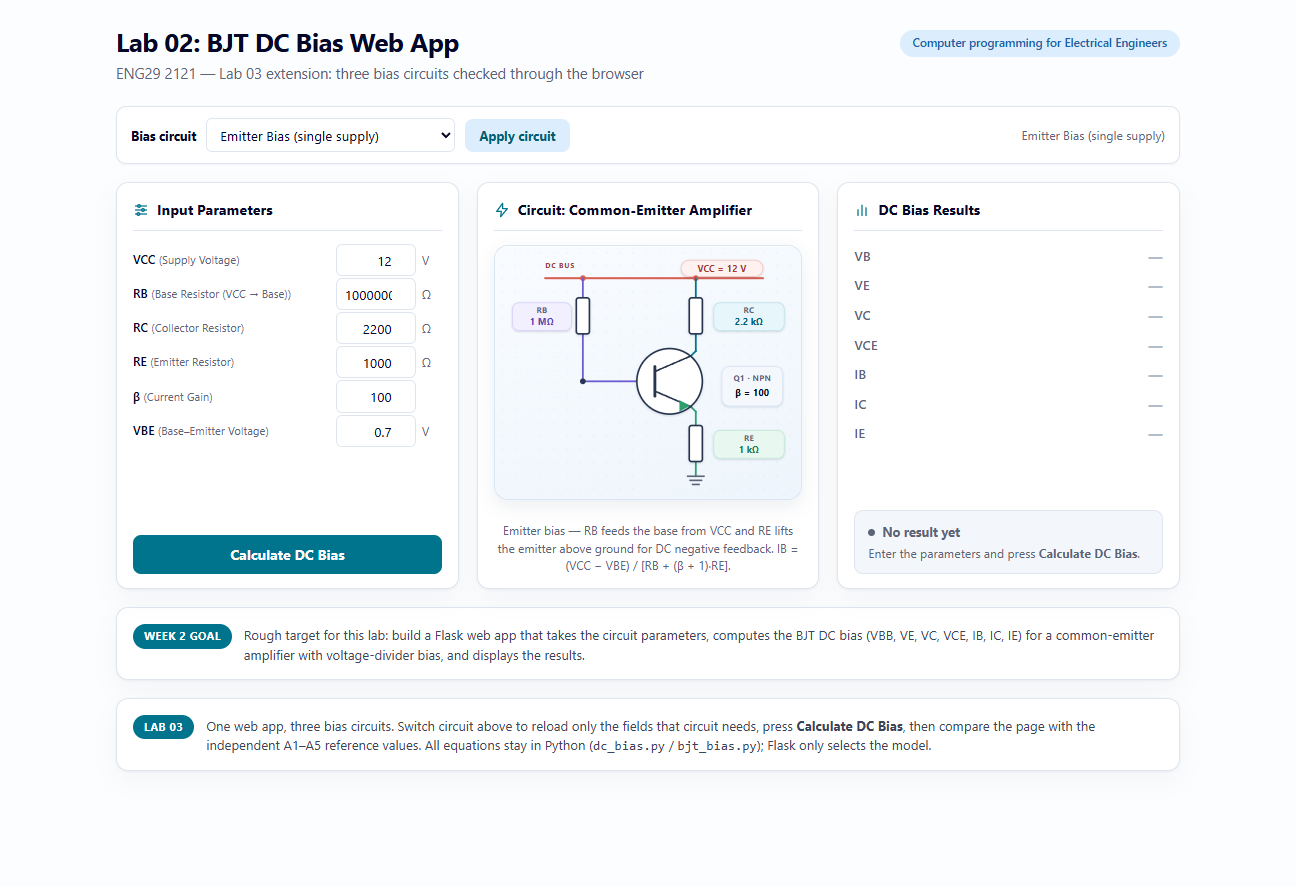 Lab 02: BJT DC Bias Web App
Computer programming for Electrical Engineers
ENG29 2121 — Lab 03 extension: three bias circuits checked through the browser
Bias circuit
Emitter Bias (single supply)
Apply circuit
Emitter Bias (single supply)
Input Parameters
VCC (Supply Voltage)
12
V
RB (Base Resistor (VCC → Base))
1000000
Ω
RC (Collector Resistor)
2200
Ω
RE (Emitter Resistor)
1000
Ω
β (Current Gain)
100
VBE (Base–Emitter Voltage)
0.7
V
Calculate DC Bias
Circuit: Common-Emitter Amplifier
DC BUS
VCC = 12 V
RB
1 MΩ
RC
2.2 kΩ
Q1 · NPN
β = 100
RE
1 kΩ
Emitter bias — RB feeds the base from VCC and RE lifts
the emitter above ground for DC negative feedback. IB =
(VCC − VBE) / [RB + (β + 1)·RE].
DC Bias Results
VB —
VE —
VC —
VCE —
IB —
IC —
IE —
No result yet
Enter the parameters and press Calculate DC Bias.
WEEK 2 GOAL
Rough target for this lab: build a Flask web app that takes the circuit parameters, computes the BJT DC bias (VBB, VE, VC, VCE, IB, IC, IE) for a common-emitter
amplifier with voltage-divider bias, and displays the results.
LAB 03
One web app, three bias circuits. Switch circuit above to reload only the fields that circuit needs, press Calculate DC Bias, then compare the page with the
independent A1–A5 reference values. All equations stay in Python (dc_bias.py / bjt_bias.py); Flask only selects the model.